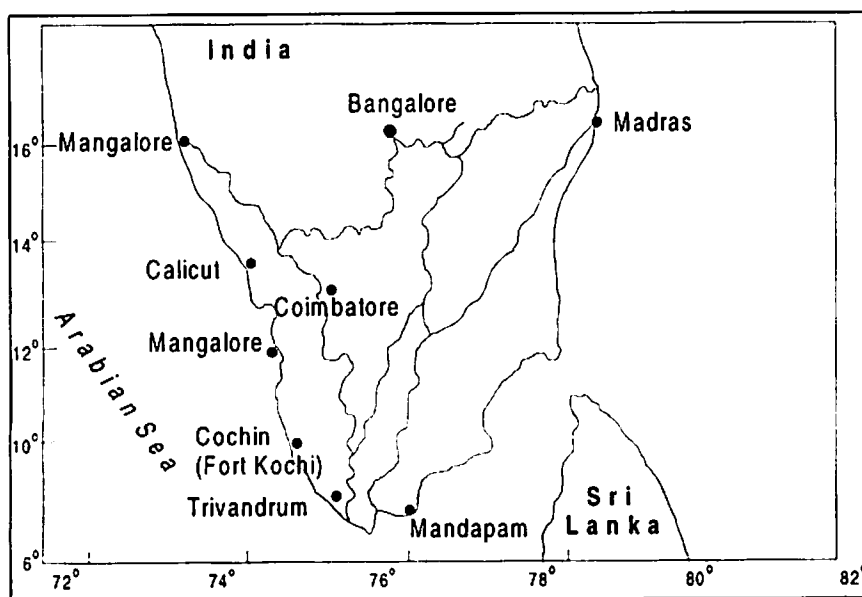 India
Bangalore
Madras
16°
Mangalore
14°
Calicut
Coimbatore
Arabian Sea
12°
Mangalore
10°
Cochin
(Fort Kochi)
Trivandrum
Mandapam
Sri
Lanka
6°
72°
74°
76°
78°
80°
82°